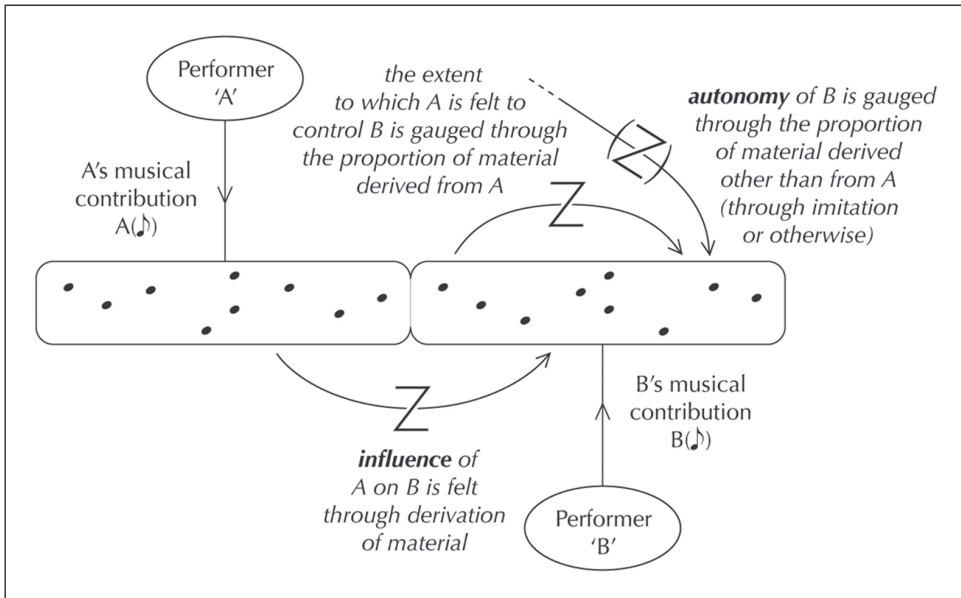 Performer
‘A’
the extent
to which A is felt to
control B is gauged through
the proportion of material
derived from A
autonomy of B is gauged
through the proportion
of material derived
other than from A
(through imitation
or otherwise)
A’s musical
contribution
A(♪)
Z
Z
Z
B’s musical
contribution
B(♪)
influence of
A on B is felt
through derivation
of material
Performer
‘B’